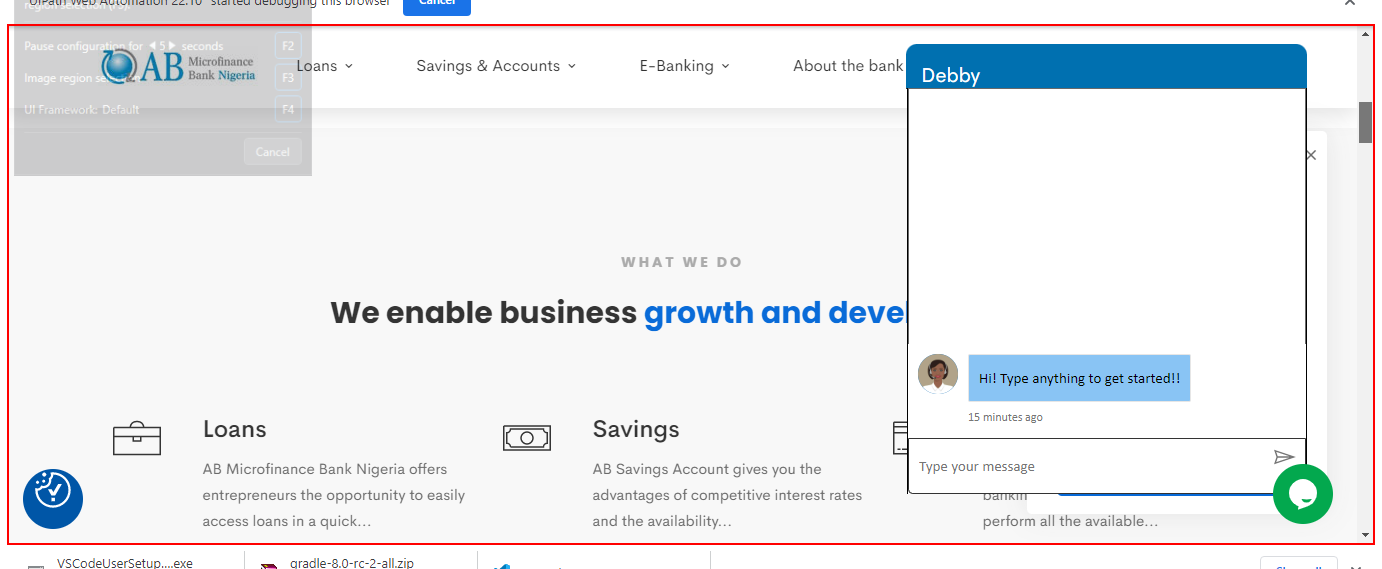 "UiPath Web Automation 22.10" started debugging this browser
Cancel
region selection (F3).
Pause configuration for 5 seconds F2
Image region F3
UI Framework: Default F4
Cancel
AB Microfinance
Bank Nigeria
Loans
Savings & Accounts
E-Banking
About the bank
Debby
WHAT WE DO
We enable business growth and devel
Hi! Type anything to get started!!
15 minutes ago
Type your message
Loans
AB Microfinance Bank Nigeria offers
entrepreneurs the opportunity to easily
access loans in a quick...
Savings
AB Savings Account gives you the
advantages of competitive interest rates
and the availability...
perform all the available...
VSCodeUserSetup....exe
gradle-8.0-rc-2-all.zip